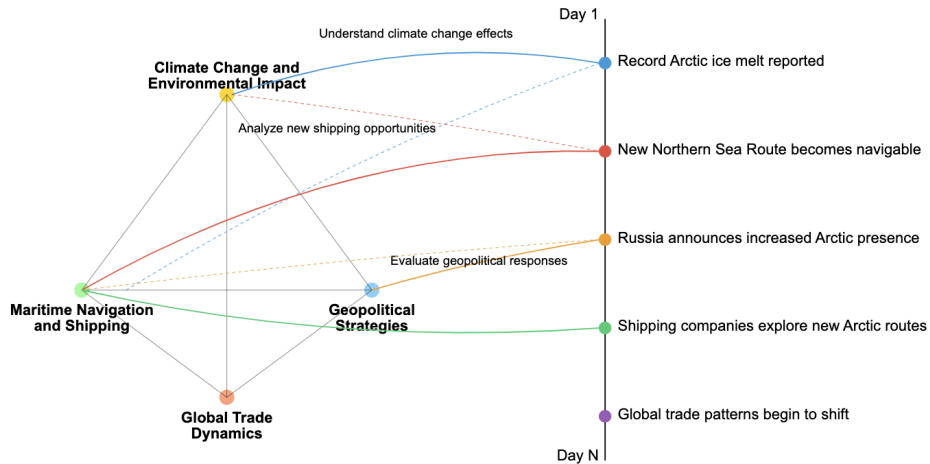 Day 1
Understand climate change effects
Record Arctic ice melt reported
Climate Change and
Environmental Impact
Analyze new shipping opportunities
New Northern Sea Route becomes navigable
Russia announces increased Arctic presence
Evaluate geopolitical responses
Maritime Navigation
and Shipping
Geopolitical
Strategies
Shipping companies explore new Arctic routes
Global Trade
Dynamics
Global trade patterns begin to shift
Day N